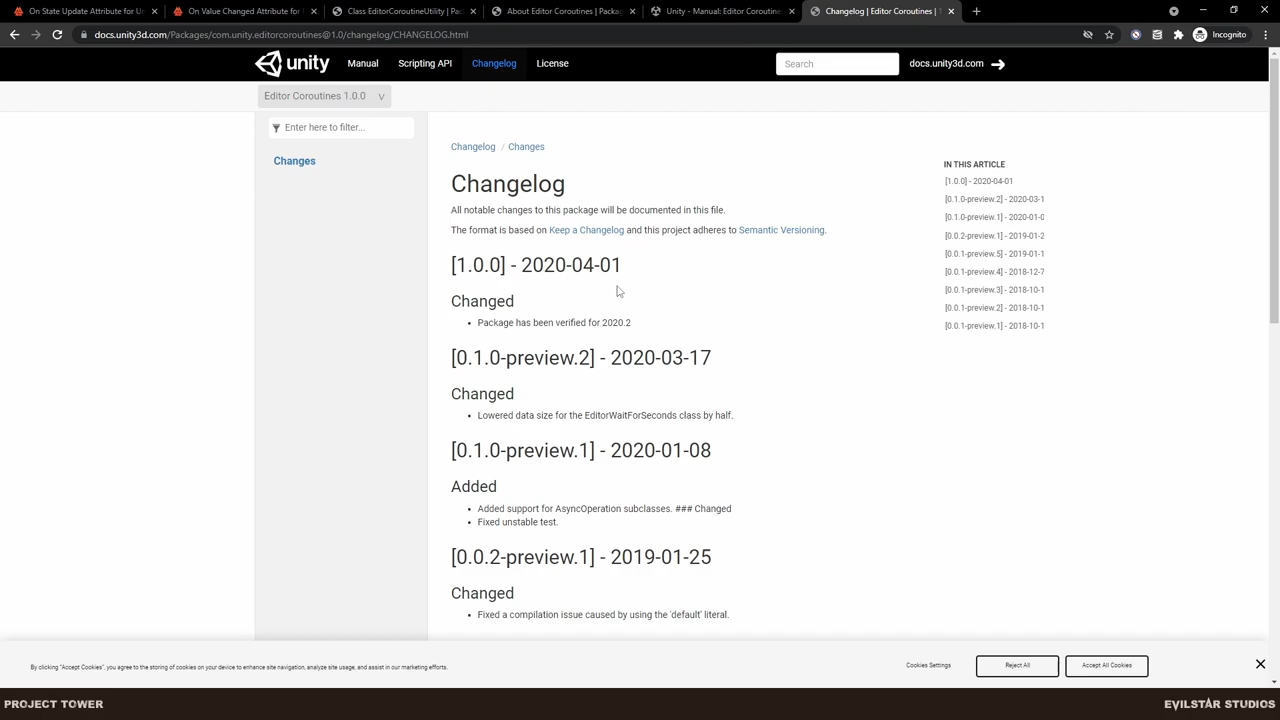 On State Update Attribute for Un
On Value Changed Attribute for
Class EditorCoroutineUtility | Pac
About Editor Coroutines | Packag
Unity - Manual: Editor Coroutines
Changelog | Editor Coroutines | 1
docs.unity3d.com/Packages/com.unity.editorcoroutines@1.0/changelog/CHANGELOG.html
Incognito
unity
Manual
Scripting API
Changelog
License
Search
docs.unity3d.com
Editor Coroutines 1.0.0
Enter here to filter...
Changes
Changelog / Changes
Changelog
All notable changes to this package will be documented in this file.
The format is based on Keep a Changelog and this project adheres to Semantic Versioning.
[1.0.0] - 2020-04-01
Changed
• Package has been verified for 2020.2
[0.1.0-preview.2] - 2020-03-17
Changed
• Lowered data size for the EditorWaitForSeconds class by half.
[0.1.0-preview.1] - 2020-01-08
Added
• Added support for AsyncOperation subclasses. ### Changed
• Fixed unstable test.
[0.0.2-preview.1] - 2019-01-25
Changed
• Fixed a compilation issue caused by using the 'default' literal.
IN THIS ARTICLE
[1.0.0] - 2020-04-01
[0.1.0-preview.2] - 2020-03-1
[0.1.0-preview.1] - 2020-01-0
[0.0.2-preview.1] - 2019-01-2
[0.0.1-preview.5] - 2019-01-1
[0.0.1-preview.4] - 2018-12-7
[0.0.1-preview.3] - 2018-10-1
[0.0.1-preview.2] - 2018-10-1
[0.0.1-preview.1] - 2018-10-1
By clicking "Accept Cookies", you agree to the storing of cookies on your device to enhance site navigation, analyze site usage, and assist in our marketing efforts.
Cookies Settings
Reject All
Accept All Cookies
PROJECT TOWER
EVILSTAR STUDIOS